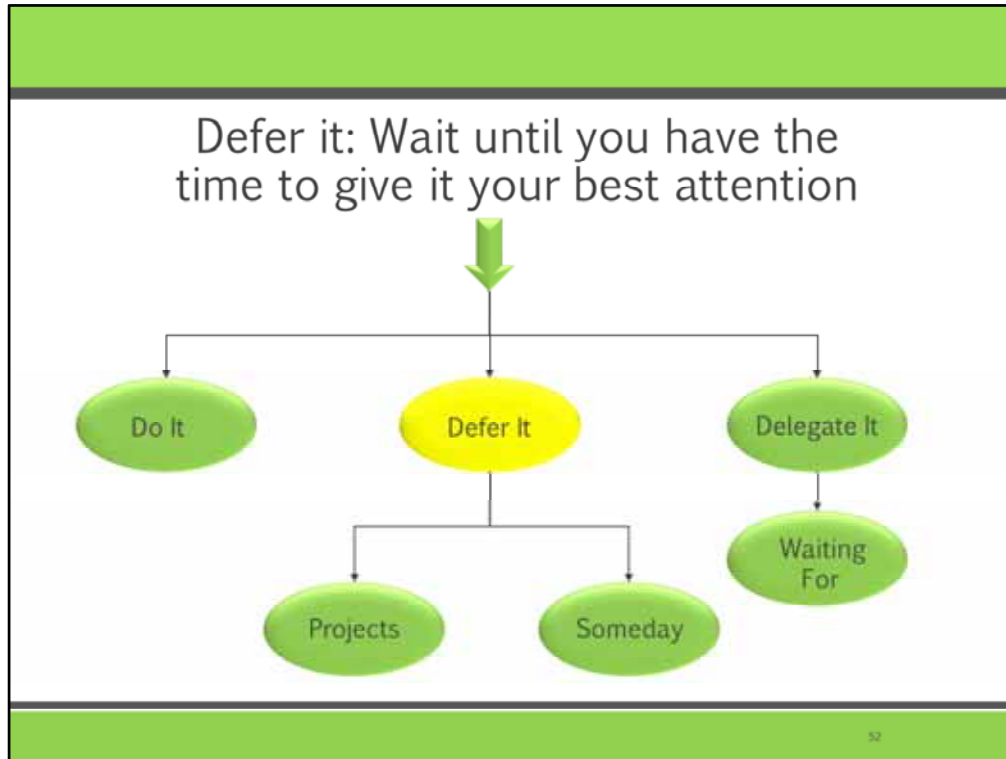 Defer it: Wait until you have the
time to give it your best attention
Do It
Defer It
Delegate It
Waiting
For
Projects
Someday
52